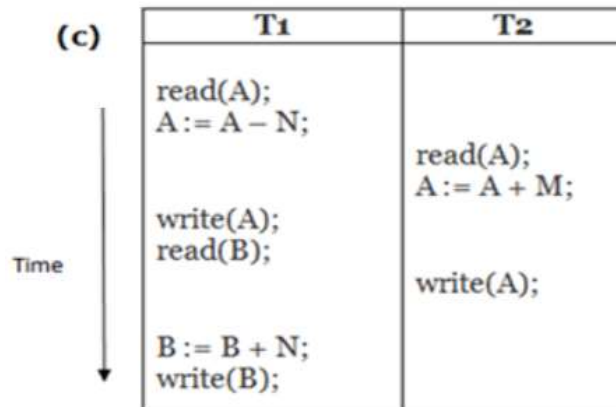 (c)
T1 T2
read(A);
A := A – N;
read(A);
A := A + M;
write(A);
read(B);
Time
write(A);
B := B + N;
write(B);